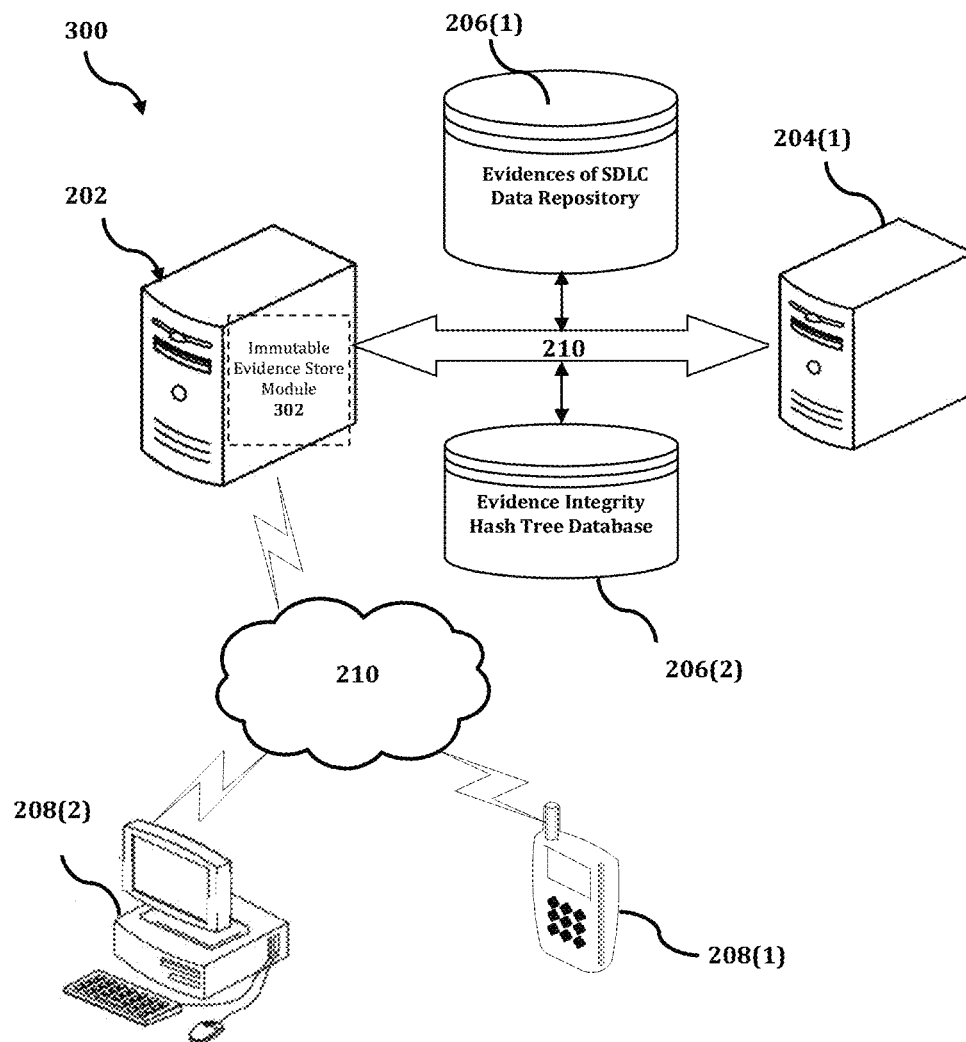 300
206(1)
204(1)
Evidences of SDLC
Data Repository
202
Immutable
Evidence Store
Module
302
210
Evidence Integrity
Hash Tree Database
206(2)
210
208(2)
208(1)